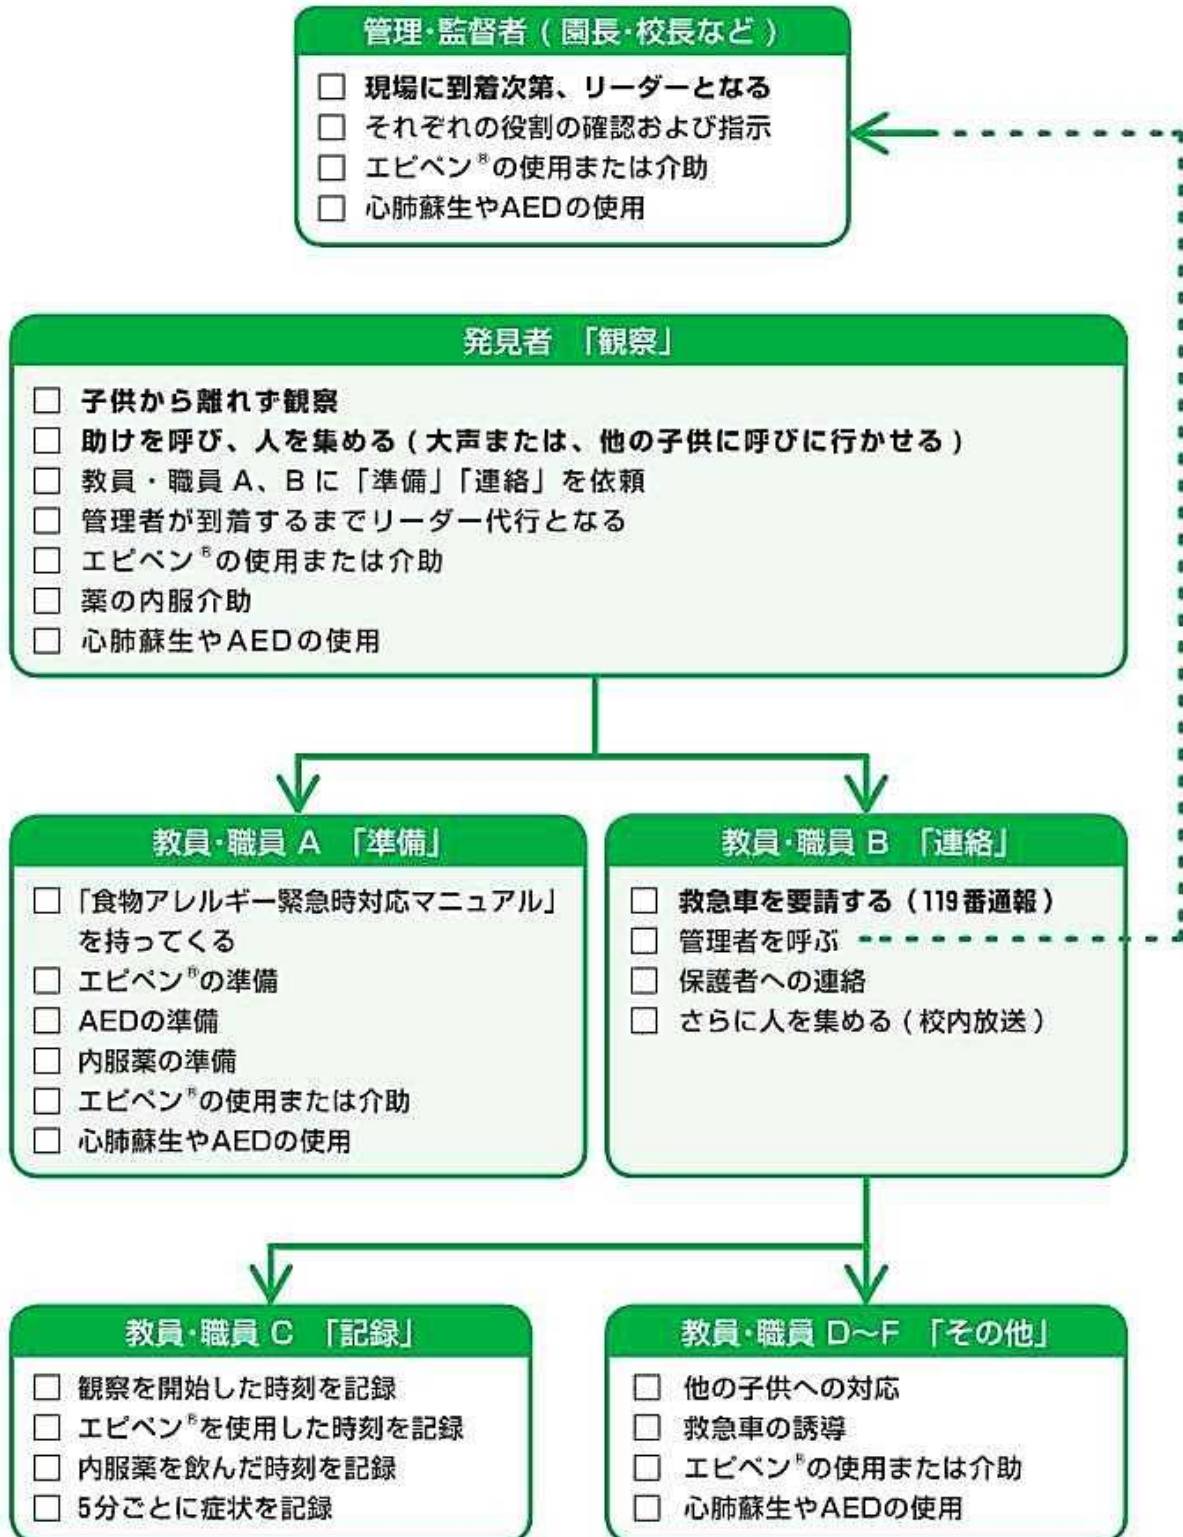 管理・監督者（園長・校長など）
□ 現場に到着次第、リーダーとなる
□ それぞれの役割の確認および指示
□ エピペン®の使用または介助
□ 心肺蘇生やAEDの使用
発見者 「観察」
□ 子供から離れず観察
□ 助けを呼び、人を集める（大声または、他の子供に呼びに行かせる）
□ 教員・職員 A、B に「準備」「連絡」を依頼
□ 管理者が到着するまでリーダー代行となる
□ エピペン®の使用または介助
□ 薬の内服介助
□ 心肺蘇生やAEDの使用
教員・職員 A 「準備」
□ 「食物アレルギー緊急時対応マニュアル」
を持ってくる
□ エピペン®の準備
□ AEDの準備
□ 内服薬の準備
□ エピペン®の使用または介助
□ 心肺蘇生やAEDの使用
教員・職員 B 「連絡」
□ 救急車を要請する（119番通報）
□ 管理者を呼ぶ
□ 保護者への連絡
□ さらに人を集める（校内放送）
教員・職員 C 「記録」
□ 観察を開始した時刻を記録
□ エピペン®を使用した時刻を記録
□ 内服薬を飲んだ時刻を記録
□ 5分ごとに症状を記録
教員・職員 D〜F 「その他」
□ 他の子供への対応
□ 救急車の誘導
□ エピペン®の使用または介助
□ 心肺蘇生やAEDの使用